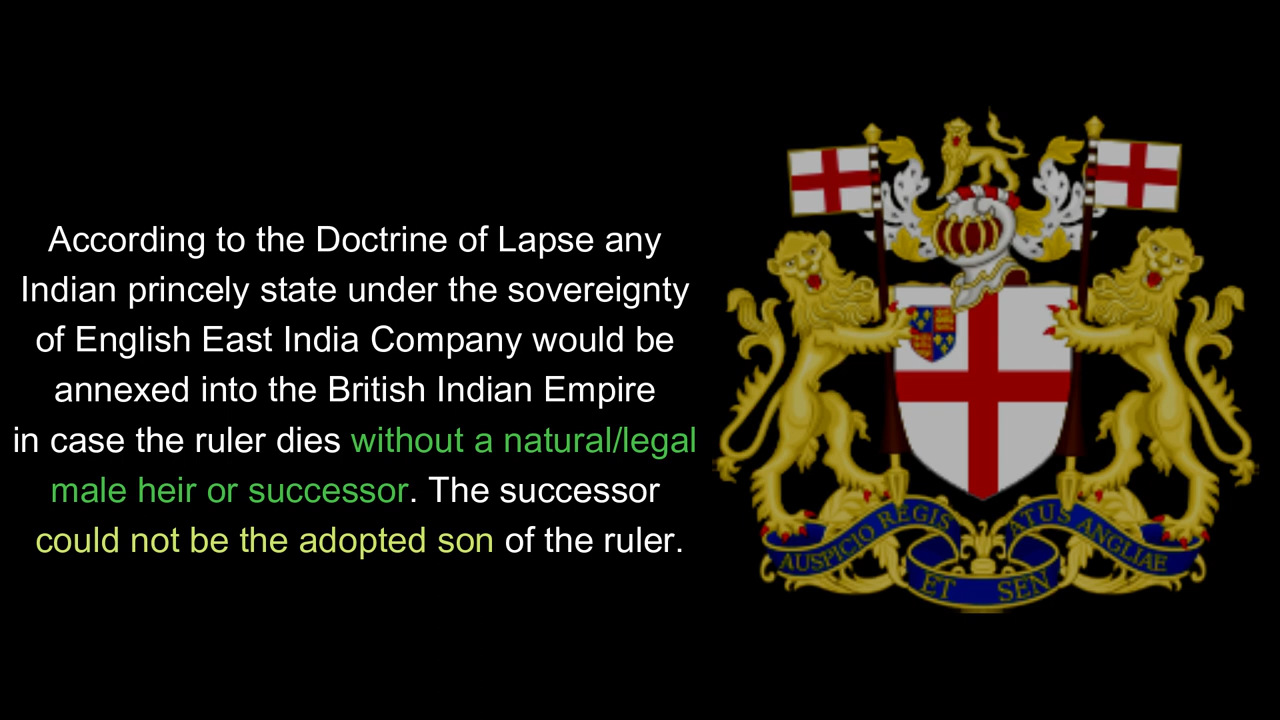 According to the Doctrine of Lapse any
Indian princely state under the sovereignty
of English East India Company would be
annexed into the British Indian Empire
in case the ruler dies without a natural/legal
male heir or successor. The successor
could not be the adopted son of the ruler.
AUSPICIO REGIS
ET SEN
ATUS ANGLIAE